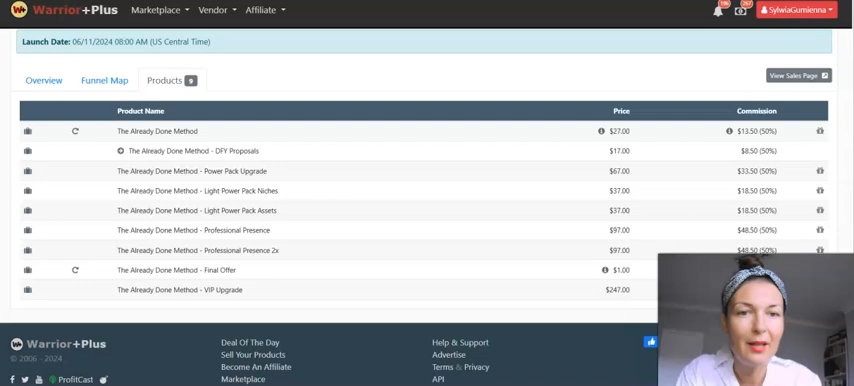 Warrior+Plus Marketplace Vendor Affiliate SylwiaGumienna
Launch Date: 06/11/2024 08:00 AM (US Central Time)
Overview Funnel Map Products 9 View Sales Page
Product Name Price Commission
The Already Done Method $27.00 $13.50 (50%)
The Already Done Method - DFY Proposals $17.00 $8.50 (50%)
The Already Done Method - Power Pack Upgrade $67.00 $33.50 (50%)
The Already Done Method - Light Power Pack Niches $37.00 $18.50 (50%)
The Already Done Method - Light Power Pack Assets $37.00 $18.50 (50%)
The Already Done Method - Professional Presence $97.00 $48.50 (50%)
The Already Done Method - Professional Presence 2x $97.00 $48.50 (50%)
The Already Done Method - Final Offer $1.00
The Already Done Method - VIP Upgrade $247.00
Warrior+Plus Deal Of The Day Help & Support
© 2006 - 2024 Sell Your Products Advertise
Become An Affiliate Terms & Privacy
ProfitCast Marketplace API